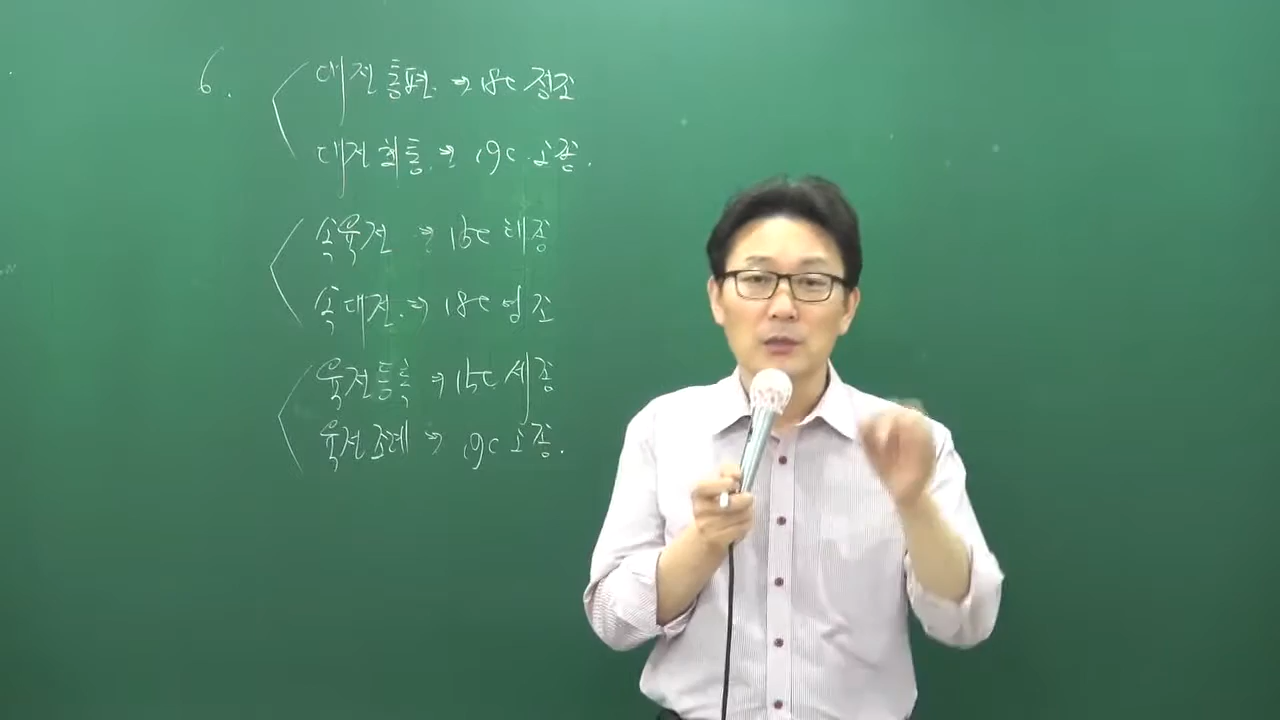 6.
대전통편 → 18C 정조
대전회통. → 19C 고종.
속육전 → 15C 태종
속대전. → 18C 영조
육전등록 → 15C 세종
육전조례 → 19C 고종.